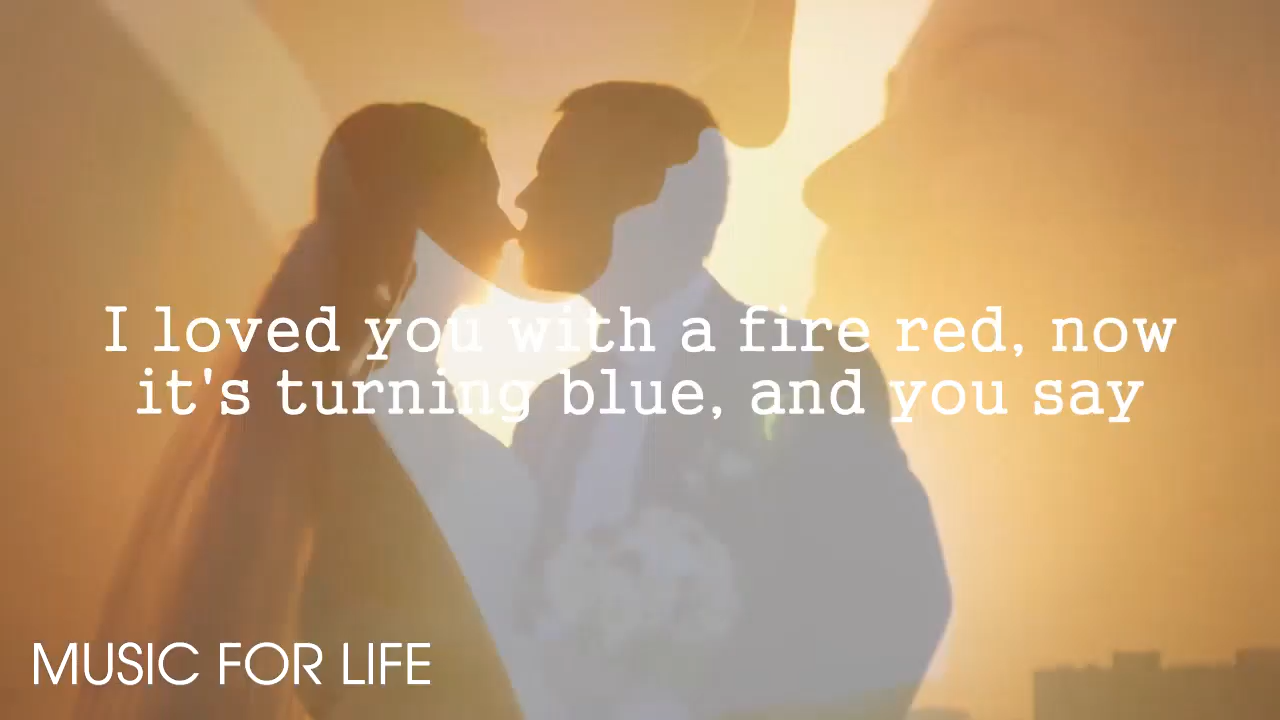 I loved you with a fire red, now
it's turning blue, and you say
MUSIC FOR LIFE